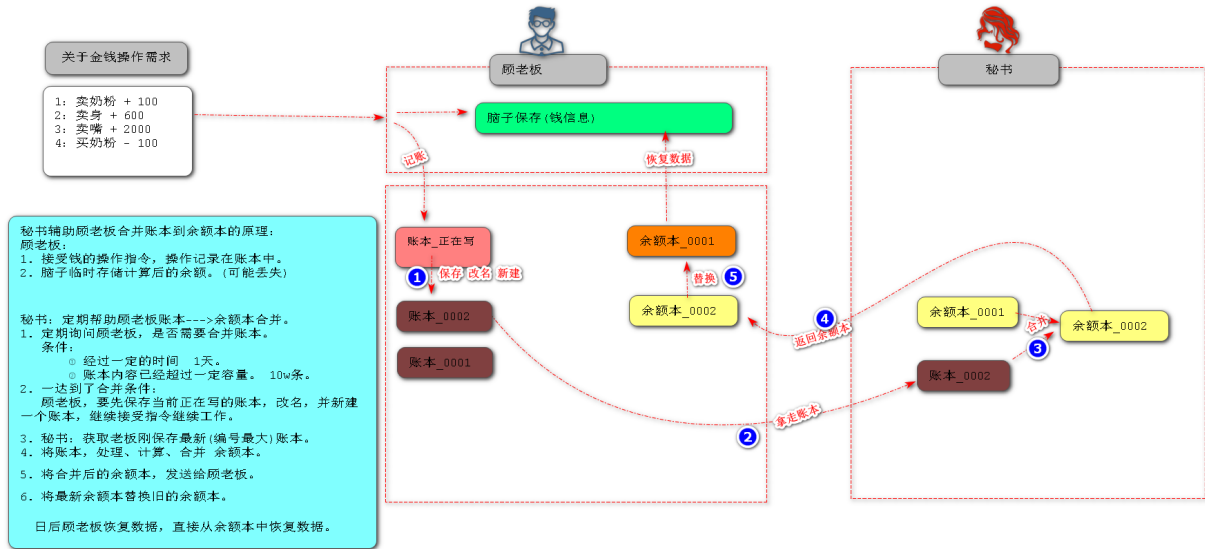 关于金钱操作需求
1: 卖奶粉 + 100
2: 卖身 + 600
3: 卖嘴 + 2000
4: 买奶粉 - 100
顾老板
脑子保存(钱信息)
记账
恢复数据
账本_正在写
1
保存 改名 新建
账本_0002
账本_0001
余额本_0001
替换
5
余额本_0002
秘书
4
返回余额本
余额本_0001
合并
余额本_0002
3
账本_0002
拿走账本
2
秘书辅助顾老板合并账本到余额本的原理:
顾老板:
1. 接受钱的操作指令, 操作记录在账本中。
2. 脑子临时存储计算后的余额。(可能丢失)
秘书: 定期帮助顾老板账本--->余额本合并。
1. 定期询问顾老板, 是否需要合并账本。
条件:
① 经过一定的时间 1天。
② 账本内容已经超过一定容量。 10w条。
2. 一达到了合并条件:
顾老板, 要先保存当前正在写的账本, 改名, 并新建
一个账本, 继续接受指令继续工作。
3. 秘书: 获取老板刚保存最新(编号最大)账本。
4. 将账本, 处理、计算、合并 余额本。
5. 将合并后的余额本, 发送给顾老板。
6. 将最新余额本替换旧的余额本。
日后顾老板恢复数据, 直接从余额本中恢复数据。